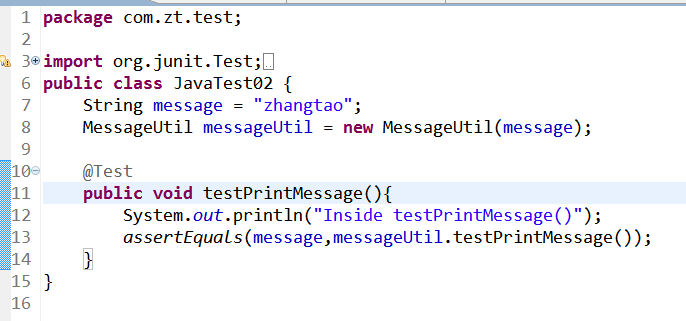 1 package com.zt.test;
2
3 import org.junit.Test;
6 public class JavaTest02 {
7     String message = "zhangtao";
8     MessageUtil messageUtil = new MessageUtil(message);
9
10     @Test
11     public void testPrintMessage(){
12         System.out.println("Inside testPrintMessage()");
13         assertEquals(message,messageUtil.testPrintMessage());
14     }
15 }
16